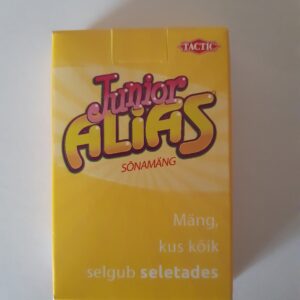 TACTIC
Junior
ALIAS
SÕNAMÄNG
Mäng,
kus kõik
selgub seletades